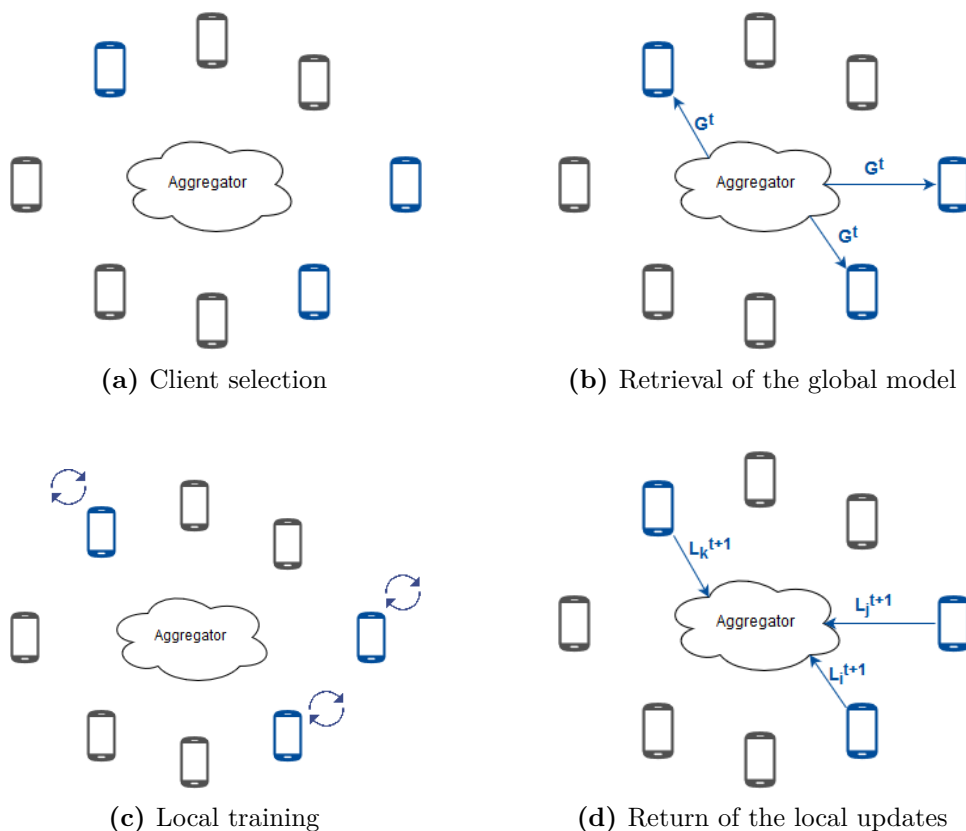 Aggregator
(a) Client selection
G^t
Aggregator
G^t
G^t
(b) Retrieval of the global model
Aggregator
(c) Local training
L_k^t+1
Aggregator
L_j^t+1
L_i^t+1
(d) Return of the local updates